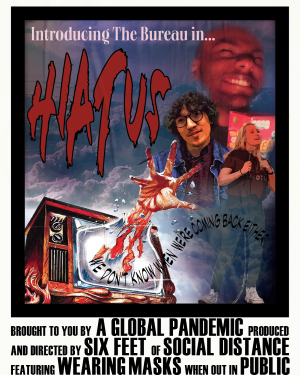 Introducing The Bureau in...
HIATUS
WE DON'T KNOW WHEN WE'RE COMING BACK EITHER
BROUGHT TO YOU BY A GLOBAL PANDEMIC PRODUCED
AND DIRECTED BY SIX FEET OF SOCIAL DISTANCE
FEATURING WEARING MASKS WHEN OUT IN PUBLIC